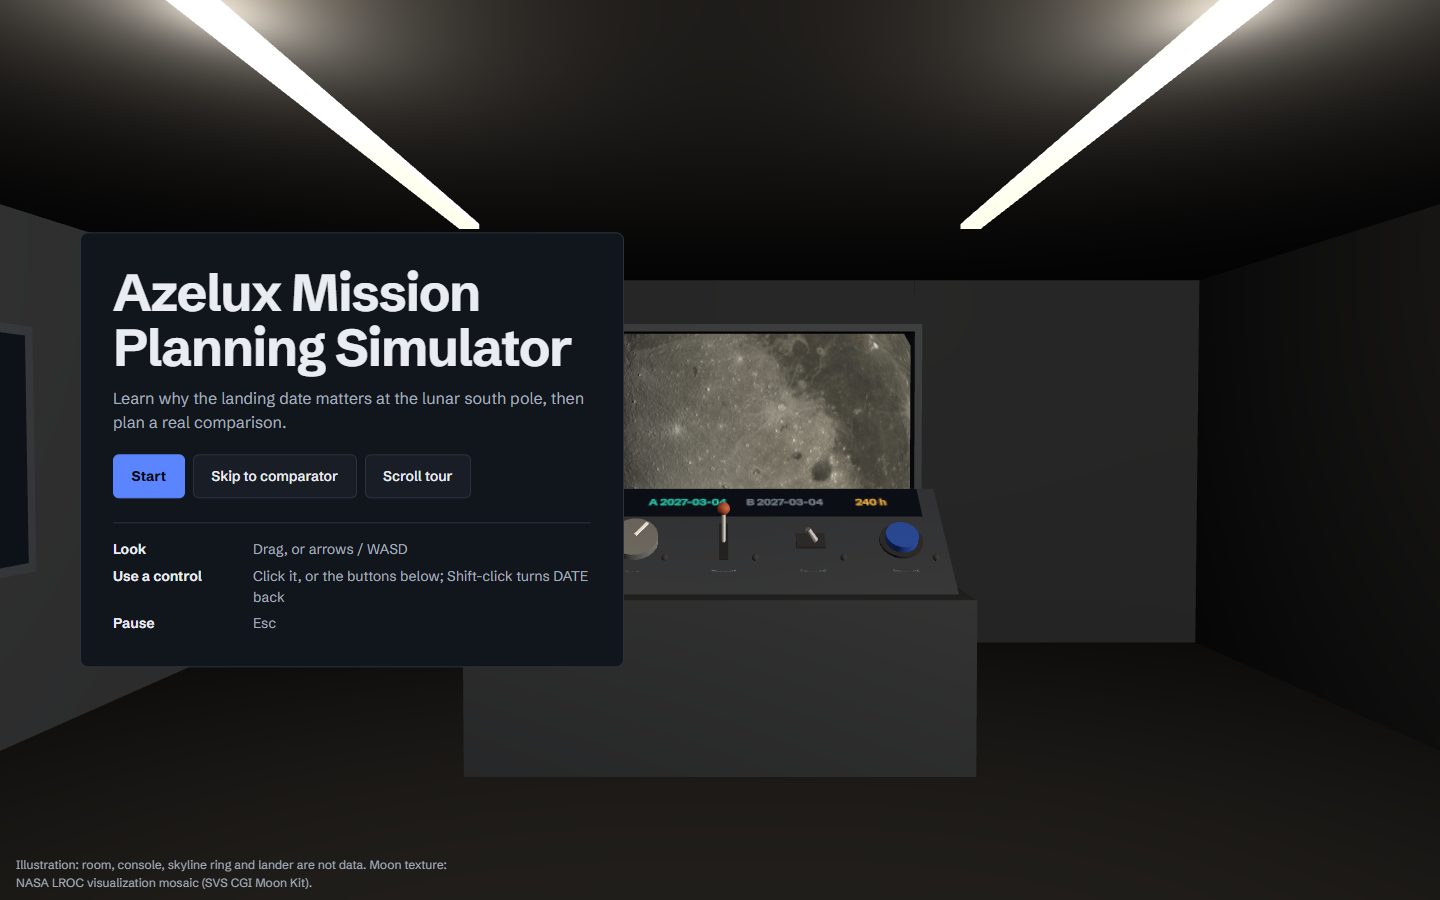 Azelux Mission
Planning Simulator
Learn why the landing date matters at the lunar south pole, then
plan a real comparison.
Start
Skip to comparator
Scroll tour
Look
Drag, or arrows / WASD
Use a control
Click it, or the buttons below; Shift-click turns DATE
back
Pause
Esc
A 2027-03-04
B 2027-03-04
240 h
Illustration: room, console, skyline ring and lander are not data. Moon texture:
NASA LROC visualization mosaic (SVS CGI Moon Kit).